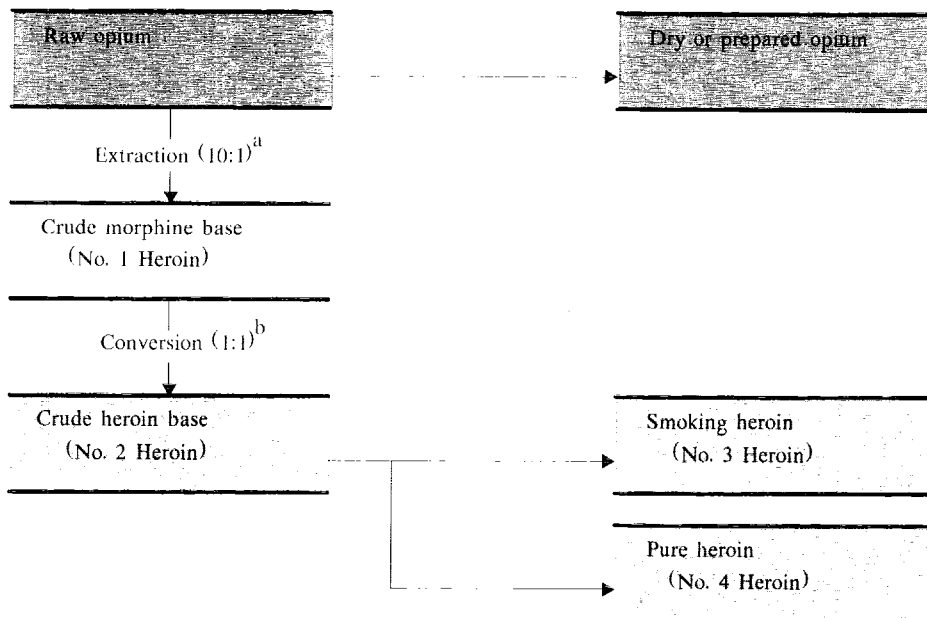 Raw opium
Dry or prepared opium
Extraction (10:1)a
Crude morphine base
(No. 1 Heroin)
Conversion (1:1)b
Crude heroin base
(No. 2 Heroin)
Smoking heroin
(No. 3 Heroin)
Pure heroin
(No. 4 Heroin)